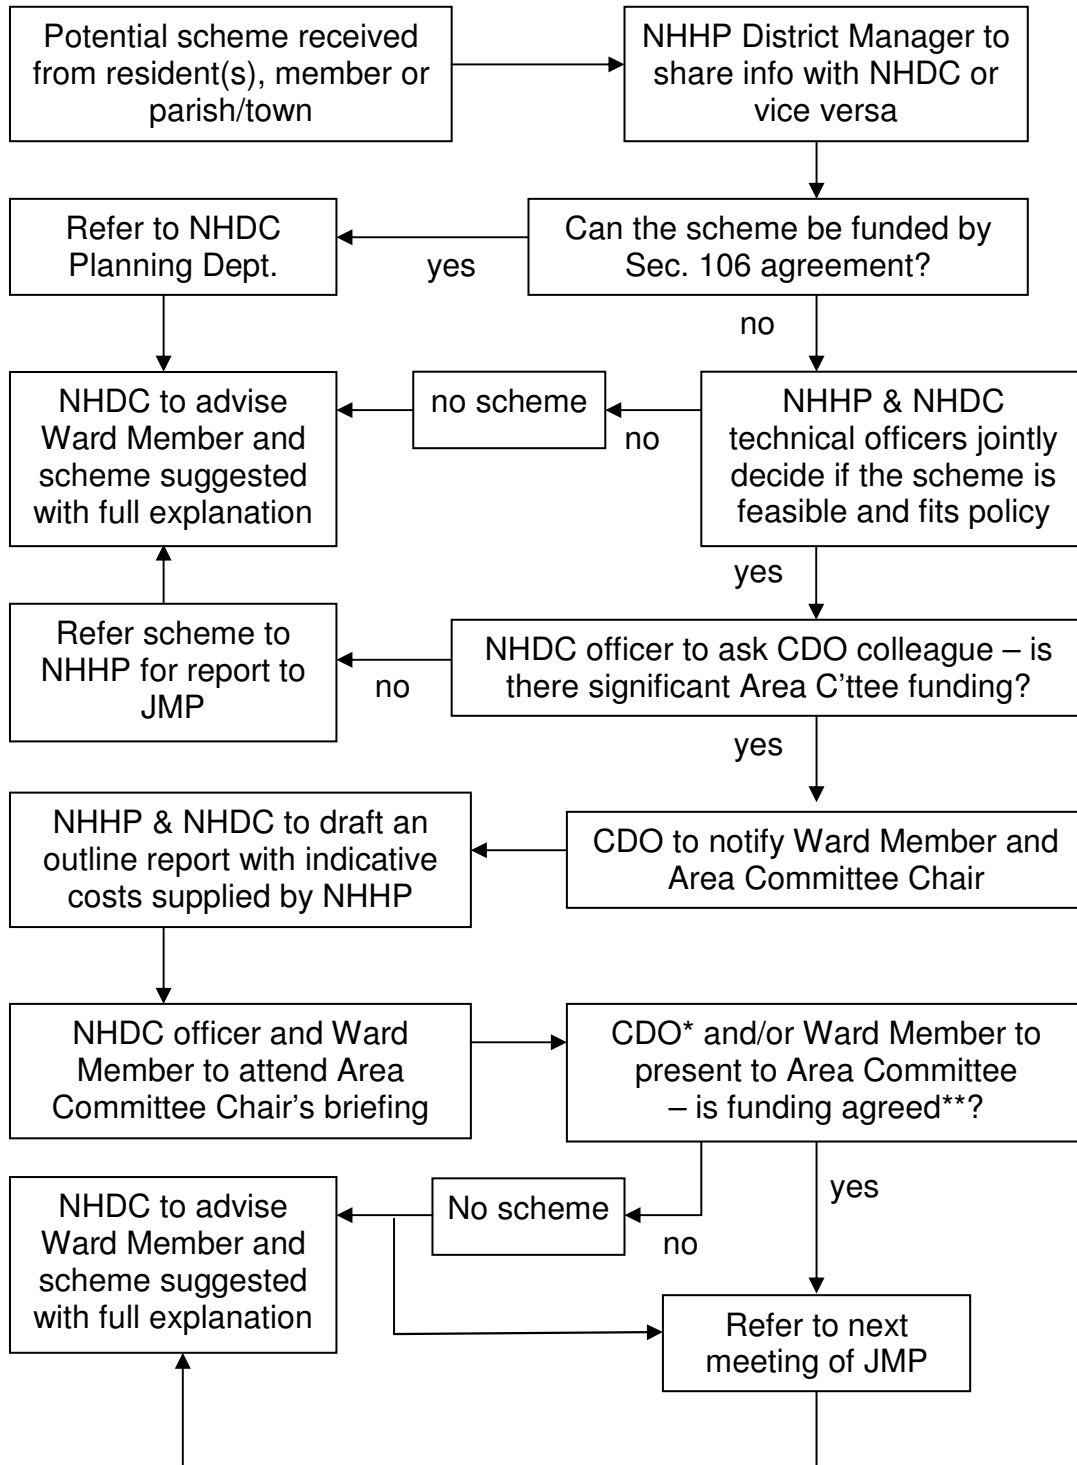 Potential scheme received
from resident(s), member or
parish/town
NHHP District Manager to
share info with NHDC or
vice versa
Refer to NHDC
Planning Dept.
yes
Can the scheme be funded by
Sec. 106 agreement?
no
NHDC to advise
Ward Member and
scheme suggested
with full explanation
no scheme
no
NHHP & NHDC
technical officers jointly
decide if the scheme is
feasible and fits policy
yes
Refer scheme to
NHHP for report to
JMP
no
NHDC officer to ask CDO colleague – is
there significant Area C'ttee funding?
yes
NHHP & NHDC to draft an
outline report with indicative
costs supplied by NHHP
CDO to notify Ward Member and
Area Committee Chair
NHDC officer and Ward
Member to attend Area
Committee Chair's briefing
CDO* and/or Ward Member to
present to Area Committee
– is funding agreed**?
NHDC to advise
Ward Member and
scheme suggested
with full explanation
No scheme
no
yes
Refer to next
meeting of JMP